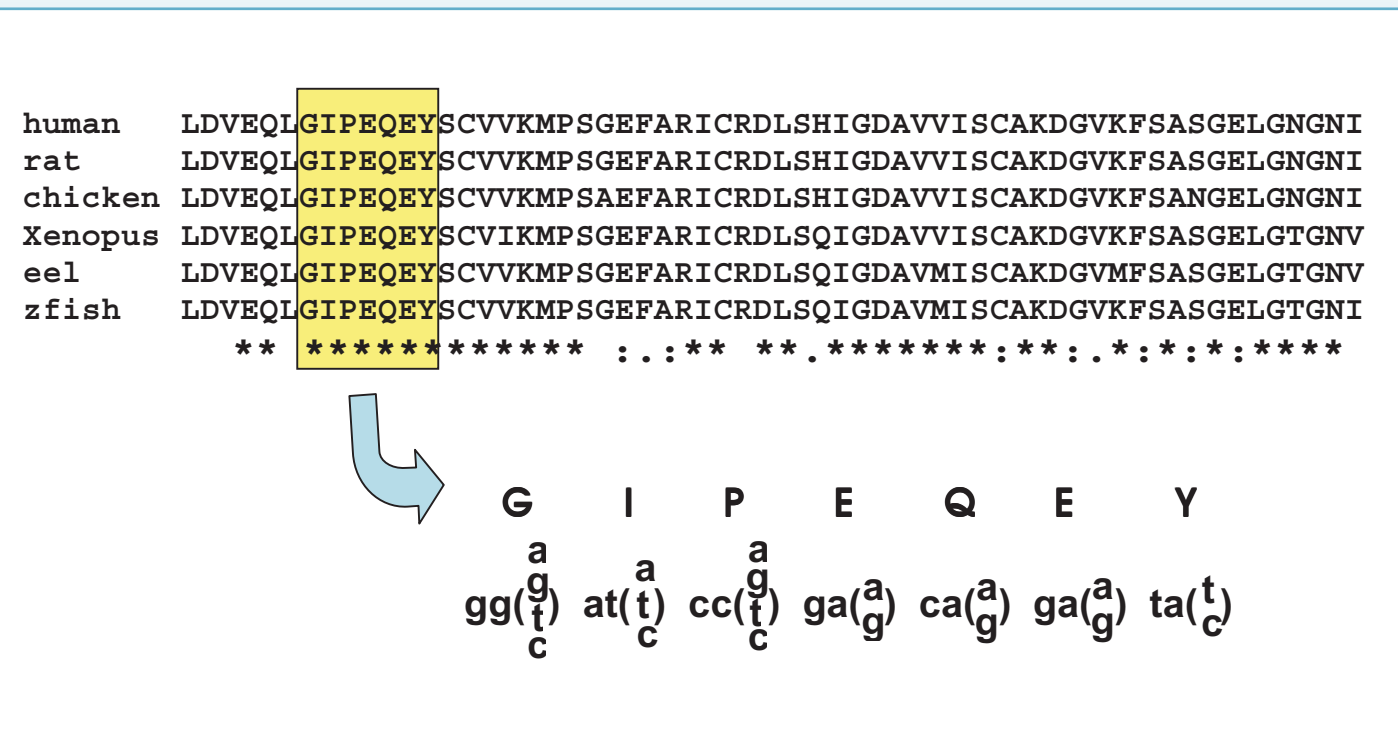 human LDVEQLGIPEQEYSCVVKMPSGEFARICRDLSHIGDAVVISCAKDGVKFSASGELGNGNI
rat LDVEQLGIPEQEYSCVVKMPSGEFARICRDLSHIGDAVVISCAKDGVKFSASGELGNGNI
chicken LDVEQLGIPEQEYSCVVKMPSAEFARICRDLSHIGDAVVISCAKDGVKFSANGELGNGNI
Xenopus LDVEQLGIPEQEYSCVIKMPSGEFARICRDLSQIGDAVVISCAKDGVKFSASGELGTGNV
eel LDVEQLGIPEQEYSCVVKMPSGEFARICRDLSQIGDAVMISCAKDGVMFSASGELGTGNV
zfish LDVEQLGIPEQEYSCVVKMPSGEFARICRDLSQIGDAVMISCAKDGVKFSASGELGTGNI
** ************** :.:** **.*******:**:.*:*:*:****
G I P E Q E Y
gg(a g t c) at(a t c) cc(a g t c) ga(a g) ca(a g) ga(a g) ta(t c)